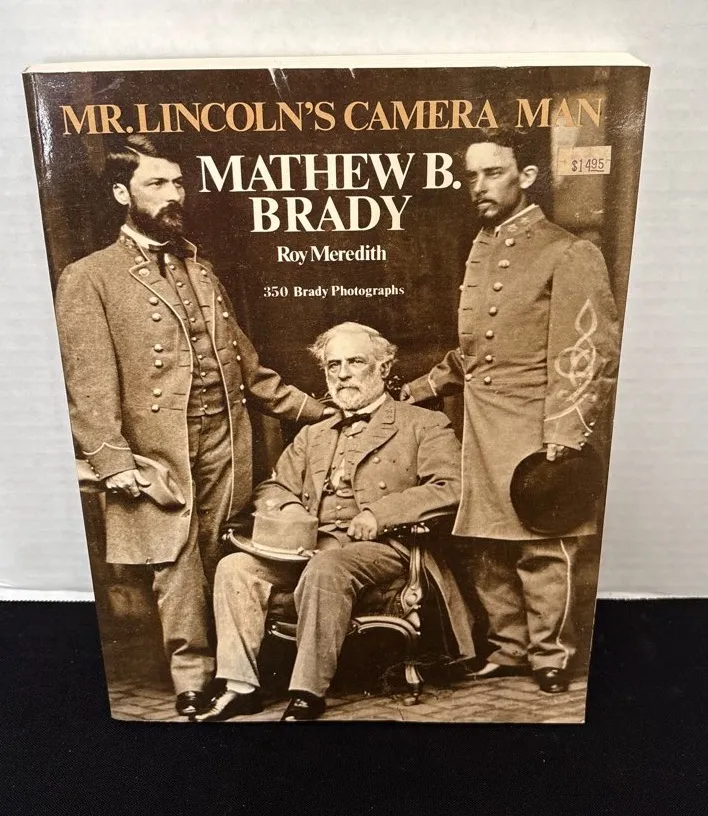 MR. LINCOLN'S CAMERA MAN
MATHEW B.
BRADY
Roy Meredith
350 Brady Photographs
$14.95